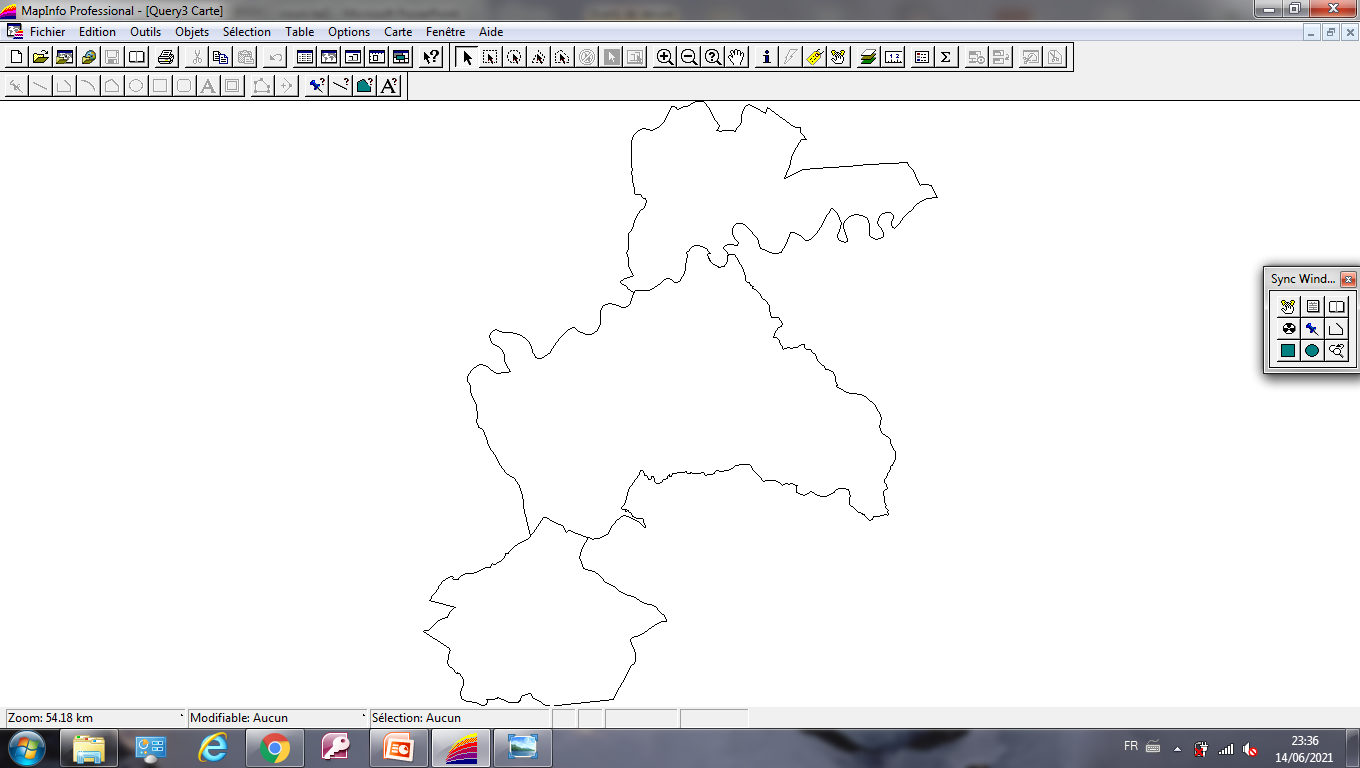 MapInfo Professional - [Query3 Carte]
Fichier Edition Outils Objets Sélection Table Options Carte Fenêtre Aide
Sync Wind...
Zoom: 54.18 km Modifiable: Aucun Sélection: Aucun
FR 23:36
14/06/2021